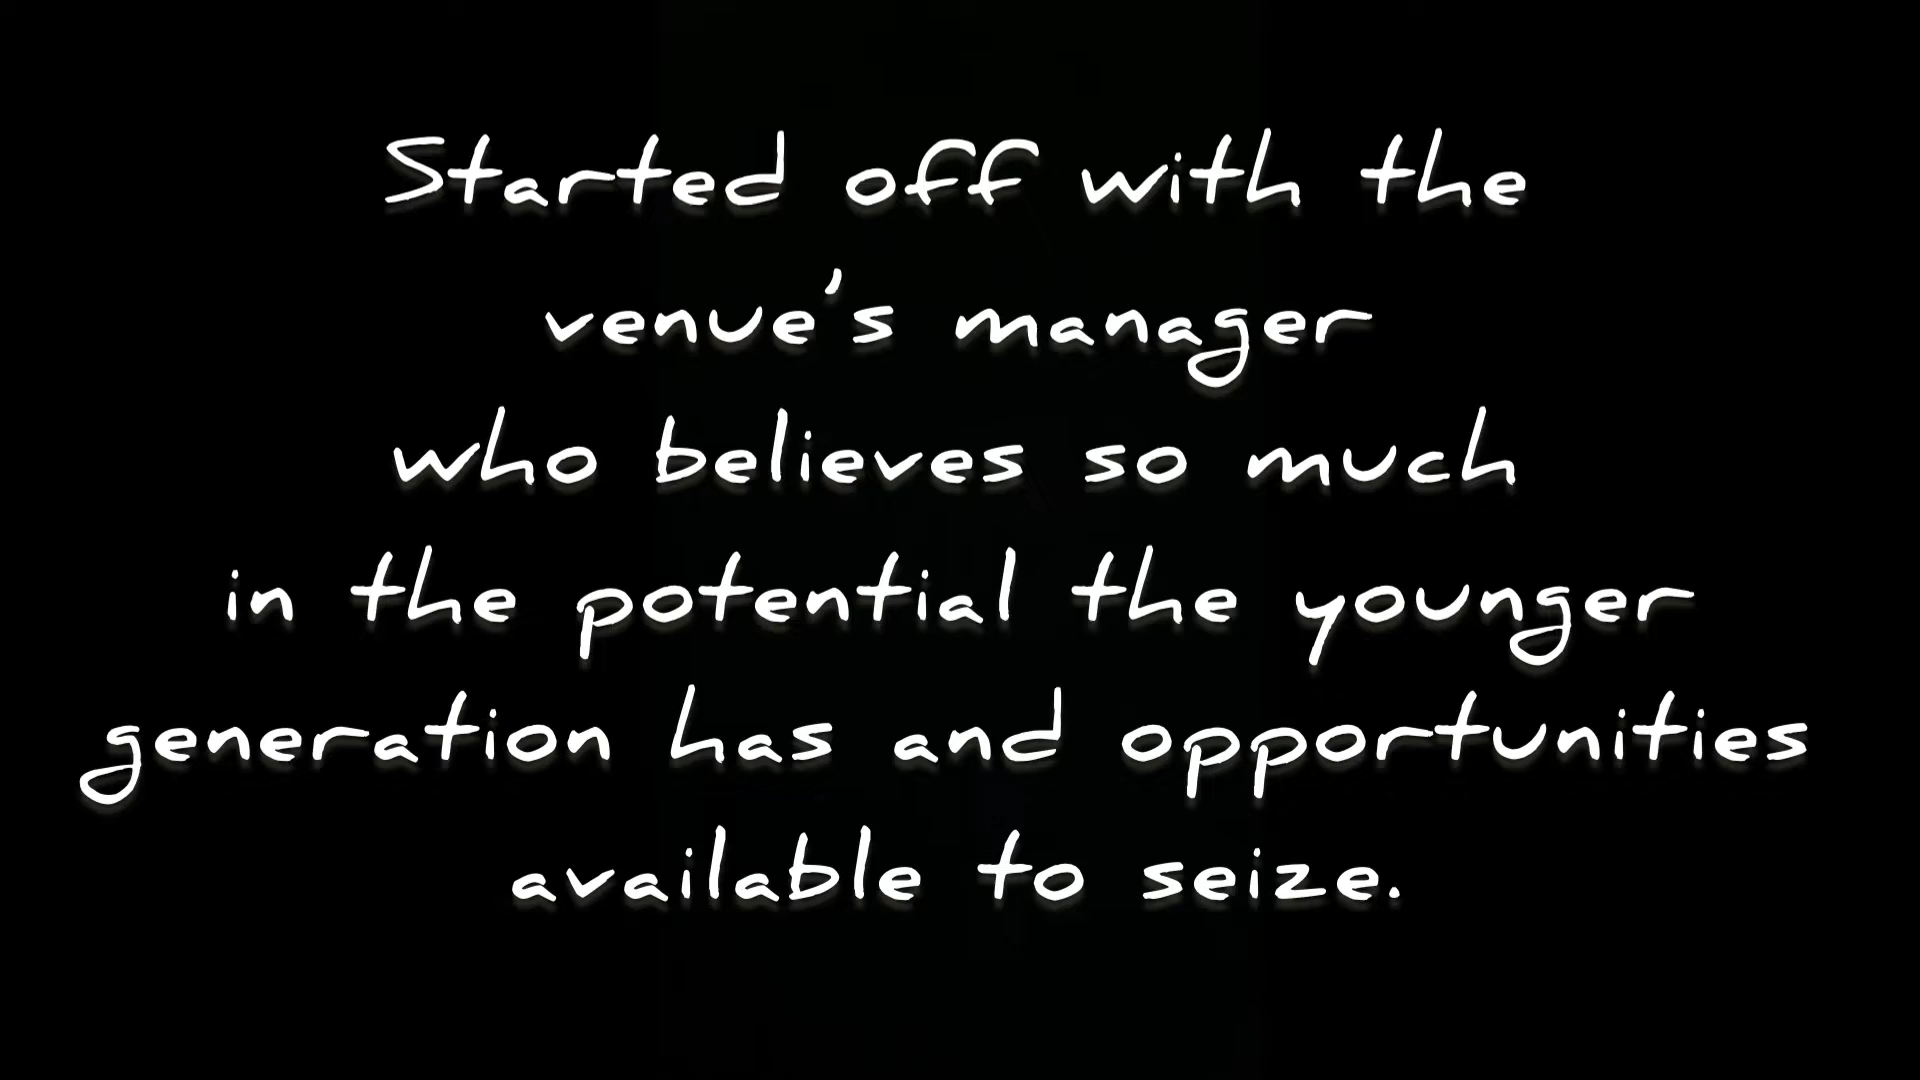 Started off with the
venue's manager
who believes so much
in the potential the younger
generation has and opportunities
available to seize.